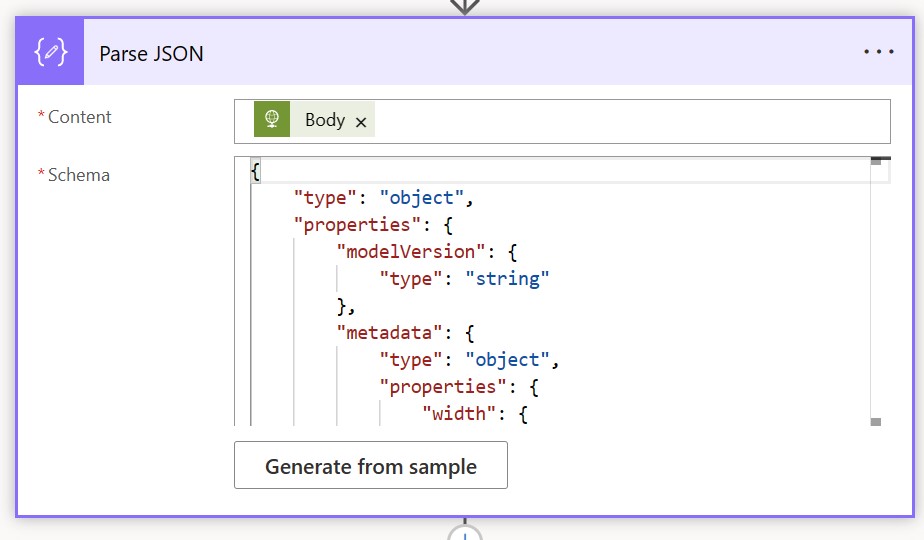 Parse JSON
* Content
Body
* Schema
{
"type": "object",
"properties": {
"modelVersion": {
"type": "string"
},
"metadata": {
"type": "object",
"properties": {
"width": {
Generate from sample